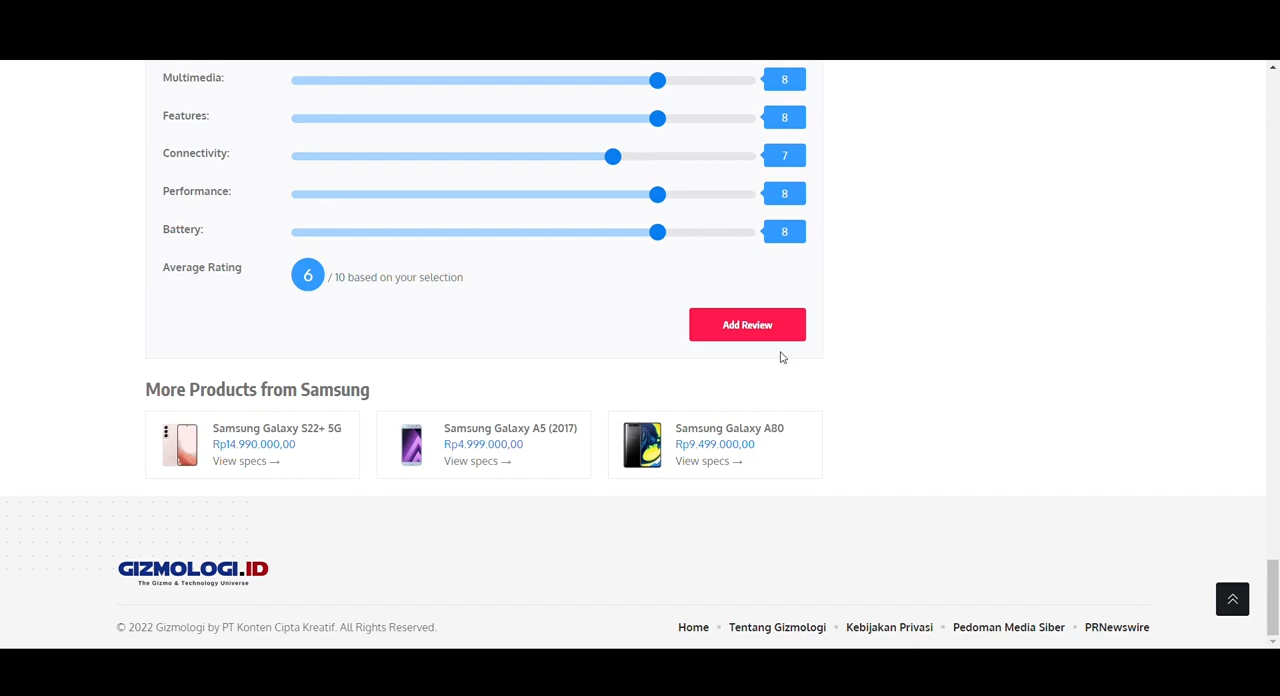 Multimedia: 8
Features: 8
Connectivity: 7
Performance: 8
Battery: 8
Average Rating 6 / 10 based on your selection
Add Review
More Products from Samsung
Samsung Galaxy S22+ 5G
Rp14.990.000,00
View specs →
Samsung Galaxy A5 (2017)
Rp4.999.000,00
View specs →
Samsung Galaxy A80
Rp9.499.000,00
View specs →
GIZMOLOGI.ID
The Gizmo & Technology Universe
© 2022 Gizmologi by PT Konten Cipta Kreatif. All Rights Reserved.
Home • Tentang Gizmologi • Kebijakan Privasi • Pedoman Media Siber • PRNewswire